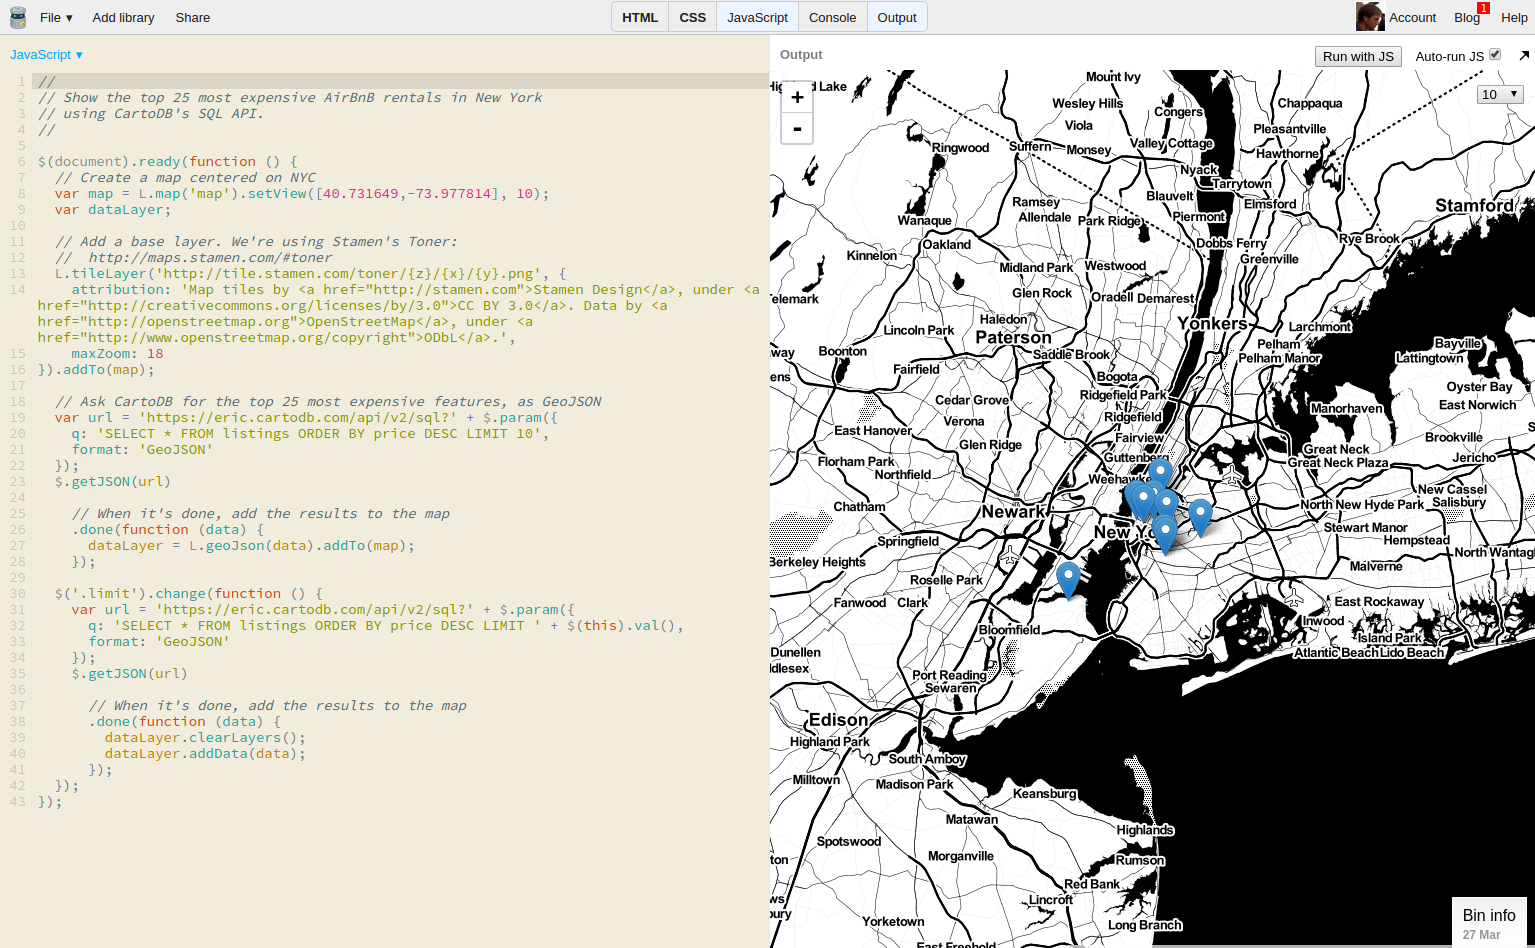 File ▾ Add library Share HTML CSS JavaScript Console Output Account Blog 1 Help
JavaScript ▾
1 //
2 // Show the top 25 most expensive AirBnB rentals in New York
3 // using CartoDB's SQL API.
4 //
5
6 $(document).ready(function () {
7 // Create a map centered on NYC
8 var map = L.map('map').setView([40.731649,-73.977814], 10);
9 var dataLayer;
10
11 // Add a base layer. We're using Stamen's Toner:
12 //  http://maps.stamen.com/#toner
13 L.tileLayer('http://tile.stamen.com/toner/{z}/{x}/{y}.png', {
14 attribution: 'Map tiles by <a href="http://stamen.com">Stamen Design</a>, under <a
href="http://creativecommons.org/licenses/by/3.0">CC BY 3.0</a>. Data by <a
href="http://openstreetmap.org">OpenStreetMap</a>, under <a
href="http://www.openstreetmap.org/copyright">ODbL</a>.',
15 maxZoom: 18
16 }).addTo(map);
17
18 // Ask CartoDB for the top 25 most expensive features, as GeoJSON
19 var url = 'https://eric.cartodb.com/api/v2/sql?' + $.param({
20 q: 'SELECT * FROM listings ORDER BY price DESC LIMIT 10',
21 format: 'GeoJSON'
22 });
23 $.getJSON(url)
24
25 // When it's done, add the results to the map
26 .done(function (data) {
27 dataLayer = L.geoJson(data).addTo(map);
28 });
29
30 $('.limit').change(function () {
31 var url = 'https://eric.cartodb.com/api/v2/sql?' + $.param({
32 q: 'SELECT * FROM listings ORDER BY price DESC LIMIT ' + $(this).val(),
33 format: 'GeoJSON'
34 });
35 $.getJSON(url)
36
37 // When it's done, add the results to the map
38 .done(function (data) {
39 dataLayer.clearLayers();
40 dataLayer.addData(data);
41 });
42 });
43 });
Output Run with JS Auto-run JS
+
-
10 ▼
Mount Ivy
Lake
Wesley Hills
Congers
Chappaqua
Viola
Pleasantville
Ringwood
Suffern
Monsey
Valley Cottage
Hawthorne
Nyack
Tarrytown
Blauvelt
Ramsey
Elmsford
Stamford
Allendale
Park Ridge
Piermont
Wanaque
Oakland
Dobbs Ferry
Rye Brook
Kinnelon
Greenville
Midland Park
Westwood
Glen Rock
Oradell
Demarest
elemark
Haledon
Lincoln Park
Yonkers
Larchmont
Paterson
Pelham
Bayville
way
Boonton
Saddle Brook
Pelham Manor
Lattingtown
Fairfield
ens
Bogota
Oyster Bay
Ridgefield Park
Cedar Grove
East Norwich
Manorhaven
Ridgefield
Verona
East Hanover
Fairview
Brookville
Glen Ridge
Great Neck
Guttenberg
Jericho
Florham Park
Great Neck Plaza
Northfield
Weehawke
New Cassel
Salisbury
Chatham
North New Hyde Park
Newark
Stewart Manor
New Yo
Springfield
Hempstead
North Wantagh
Berkeley Heights
Malverne
Roselle Park
Fanwood
Clark
East Rockaway
Inwood
Bloomfield
Island Park
Dunellen
Atlantic Beach
Lido Beach
ddlesex
Port Reading
Sewaren
Edison
Highland Park
South Amboy
Milltown
Madison Park
Keansburg
Matawan
Highlands
Spotswood
Morganville
ton
Rumson
Red Bank
ws
Lincroft
bury
Yorketown
Long Branch
East Freehold
Bin info
27 Mar